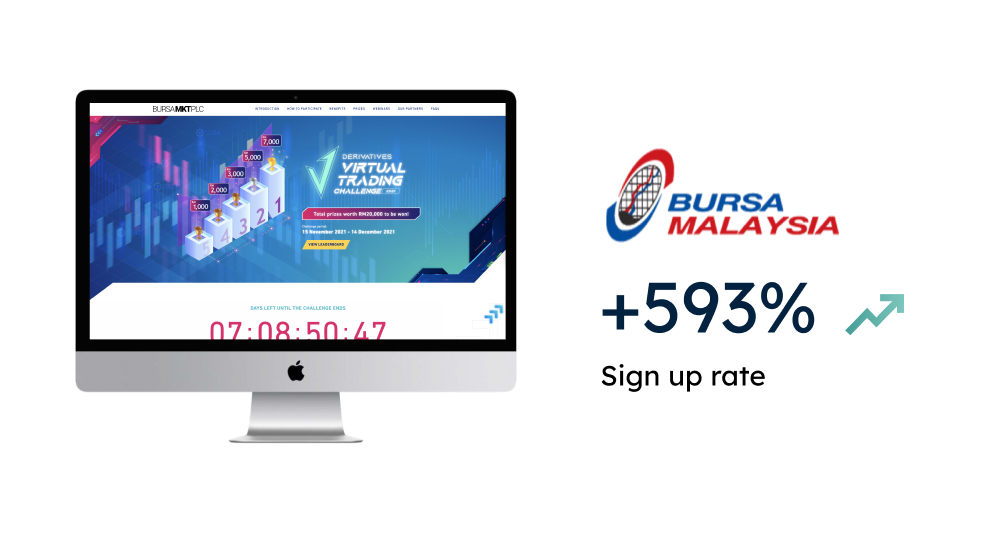 BURSAMKTPLC
INTRODUCTION HOW TO PARTICIPATE BENEFITS PRIZES WEBINARS OUR PARTNERS FAQS
7,000
5,000
3,000
2,000
1,000
5 4 3 2 1
DERIVATIVES
VIRTUAL
TRADING
CHALLENGE
Total prizes worth RM20,000 to be won!
Challenge period:
15 November 2021 - 14 December 2021
VIEW LEADERBOARD
DAYS LEFT UNTIL THE CHALLENGE ENDS
07:08:50:47
BURSA
MALAYSIA
+593%
Sign up rate